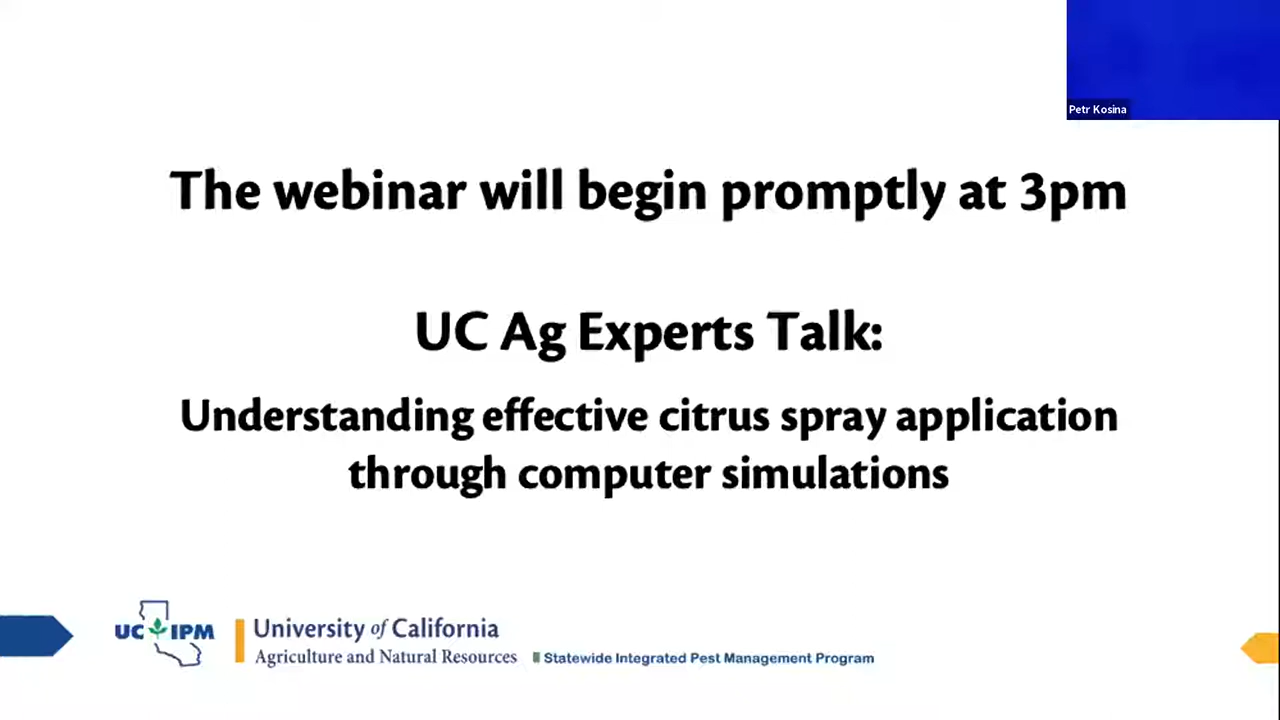 Petr Kosina
The webinar will begin promptly at 3pm
UC Ag Experts Talk:
Understanding effective citrus spray application
through computer simulations
UC IPM
University of California
Agriculture and Natural Resources
Statewide Integrated Pest Management Program